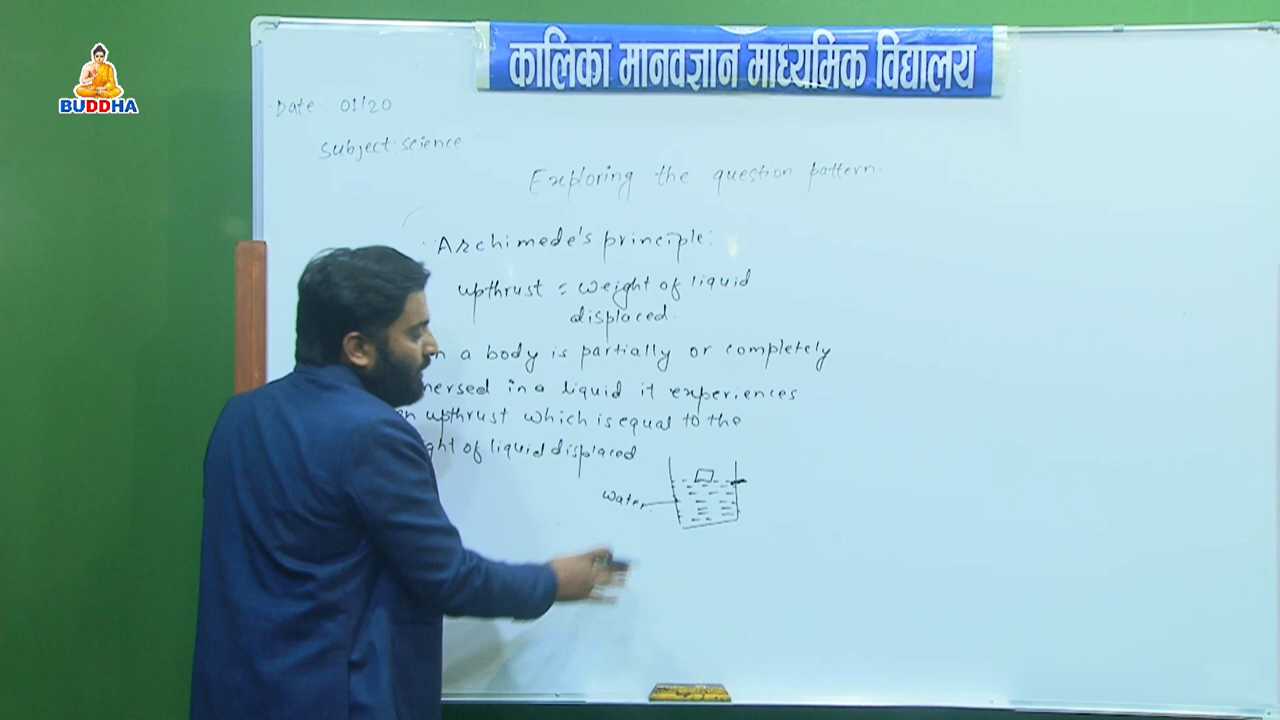 BUDDHA
कालिका मानवज्ञान माध्यमिक विद्यालय
Date: 01/20
Subject: science
Exploring the question pattern.
Archimede's principle:
upthrust = weight of liquid
displaced.
a body is partially or completely
in a liquid it experiences
upthrust which is equal to the
of liquid displaced
water